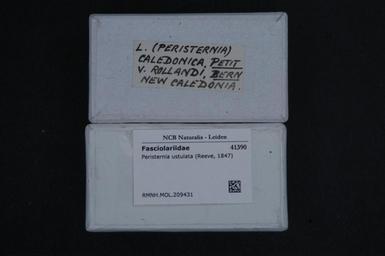 L. (PERISTERNIA)
CALEDONICA, PETIT
V. ROLLANDI, BERN
NEW CALEDONIA.
NCB Naturalis - Leiden
Fasciolariidae 41390
Peristernia ustulata (Reeve, 1847)
RMNH.MOL.209431